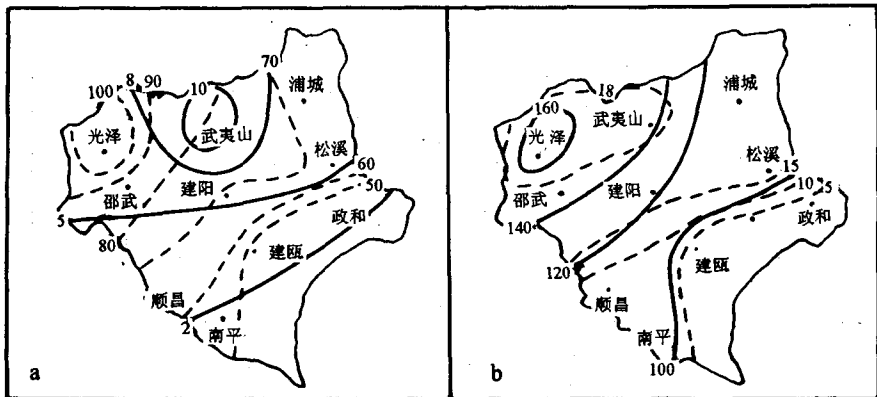 70
8 90
10
浦城
100
光泽
武夷山
松溪
60
50
建阳
邵武
5
政和
80
建瓯
顺昌
2
南平
a
18
浦城
160
武夷山
光泽
松溪
15
10
5
建阳
邵武
政和
140
建瓯
120
顺昌
南平
100
b